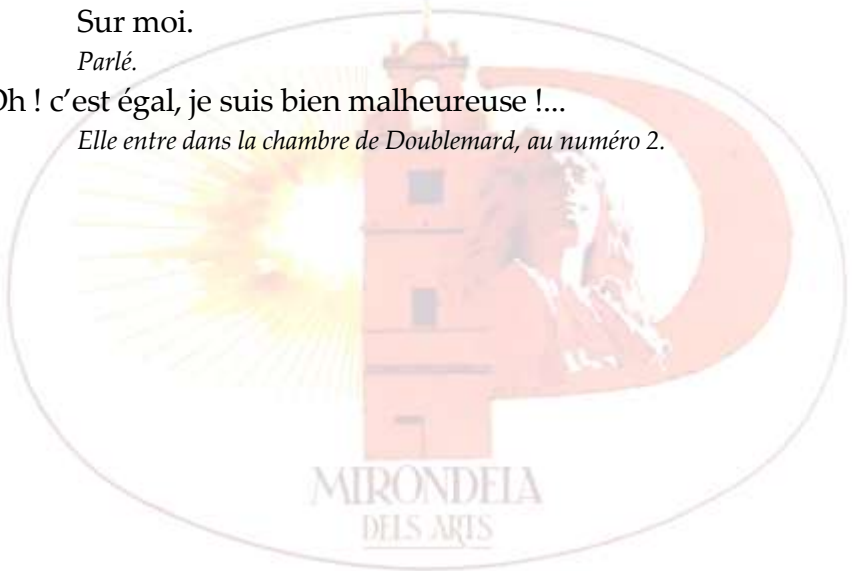 Sur moi.
Parlé.
Oh ! c’est égal, je suis bien malheureuse !...
Elle entre dans la chambre de Doublemard, au numéro 2.
MIRONDELA
DELS ARTS